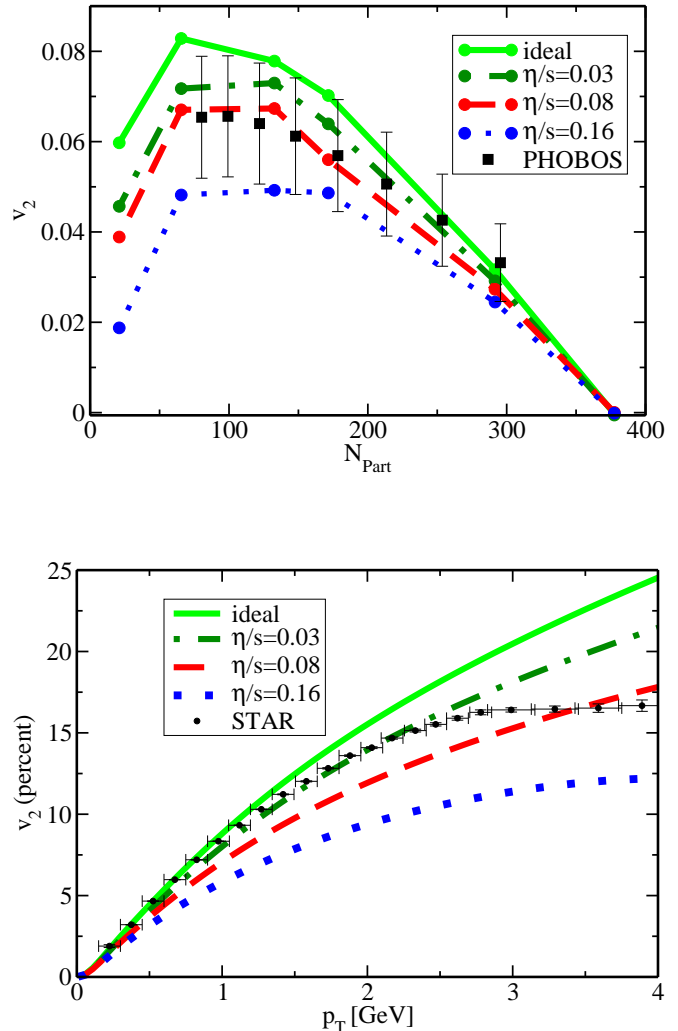 0.08
0.06
0.04
0.02
0
v₂
ideal
η/s=0.03
η/s=0.08
η/s=0.16
PHOBOS
0 100 200 300 400
N_Part
25
20
15
10
5
0
v₂ (percent)
ideal
η/s=0.03
η/s=0.08
η/s=0.16
STAR
0 1 2 3 4
p_T [GeV]